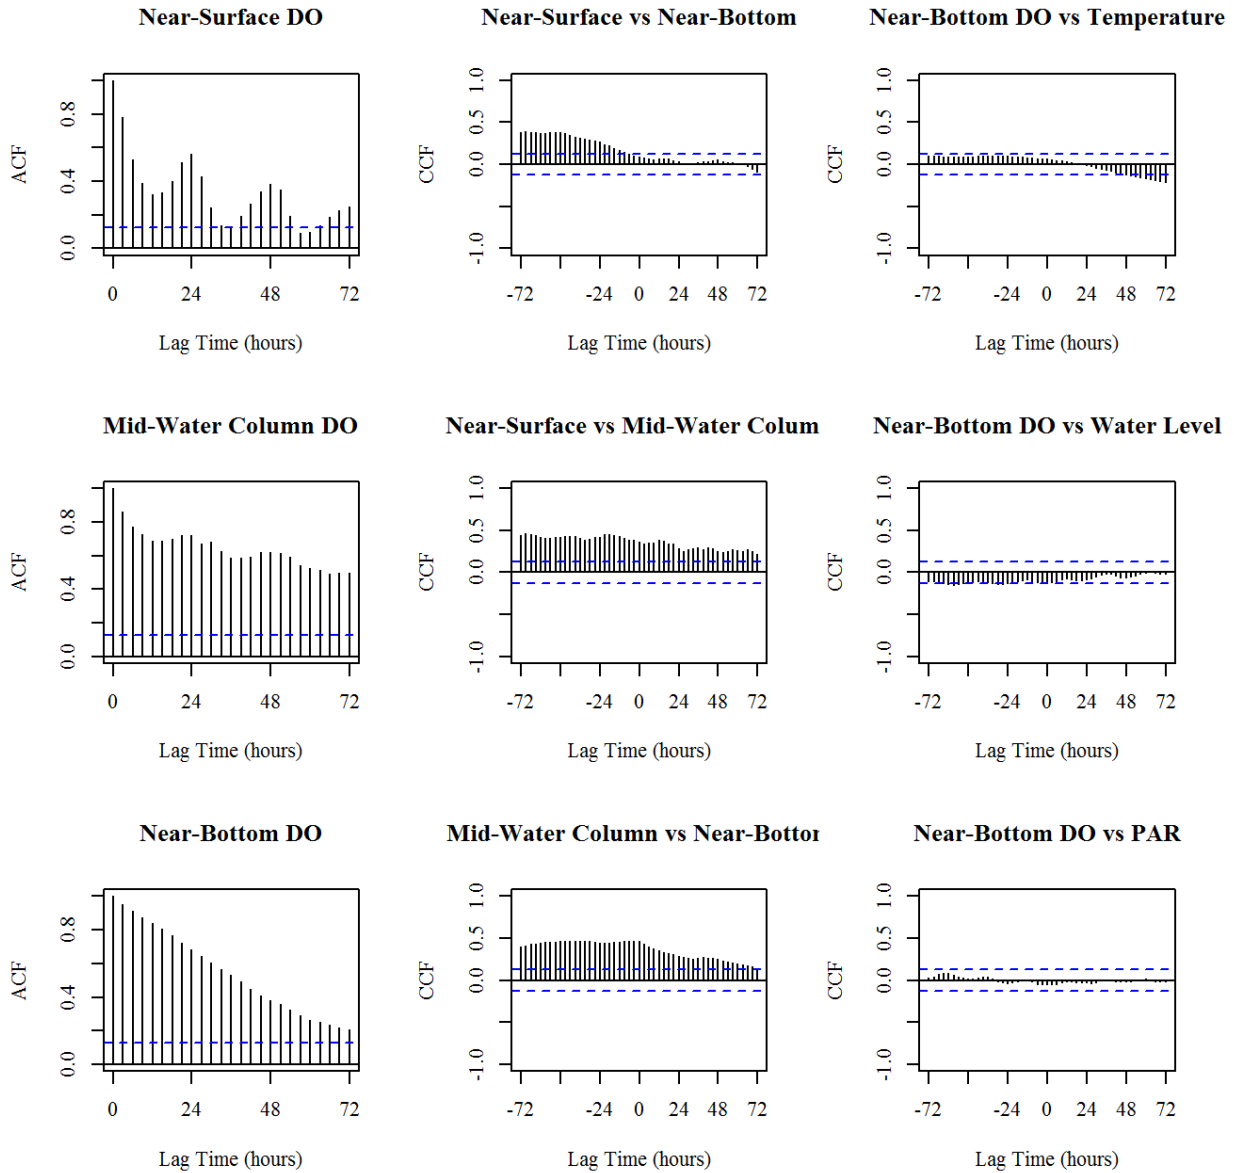 Near-Surface DO
ACF
0.8
0.4
0.0
0 24 48 72
Lag Time (hours)
Near-Surface vs Near-Bottom
CCF
1.0
0.5
0.0
-1.0
-72 -24 0 24 48 72
Lag Time (hours)
Near-Bottom DO vs Temperature
CCF
1.0
0.5
0.0
-1.0
-72 -24 0 24 48 72
Lag Time (hours)
Mid-Water Column DO
ACF
0.8
0.4
0.0
0 24 48 72
Lag Time (hours)
Near-Surface vs Mid-Water Colum
CCF
1.0
0.5
0.0
-1.0
-72 -24 0 24 48 72
Lag Time (hours)
Near-Bottom DO vs Water Level
CCF
1.0
0.5
0.0
-1.0
-72 -24 0 24 48 72
Lag Time (hours)
Near-Bottom DO
ACF
0.8
0.4
0.0
0 24 48 72
Lag Time (hours)
Mid-Water Column vs Near-Bottor
CCF
1.0
0.5
0.0
-1.0
-72 -24 0 24 48 72
Lag Time (hours)
Near-Bottom DO vs PAR
CCF
1.0
0.5
0.0
-1.0
-72 -24 0 24 48 72
Lag Time (hours)